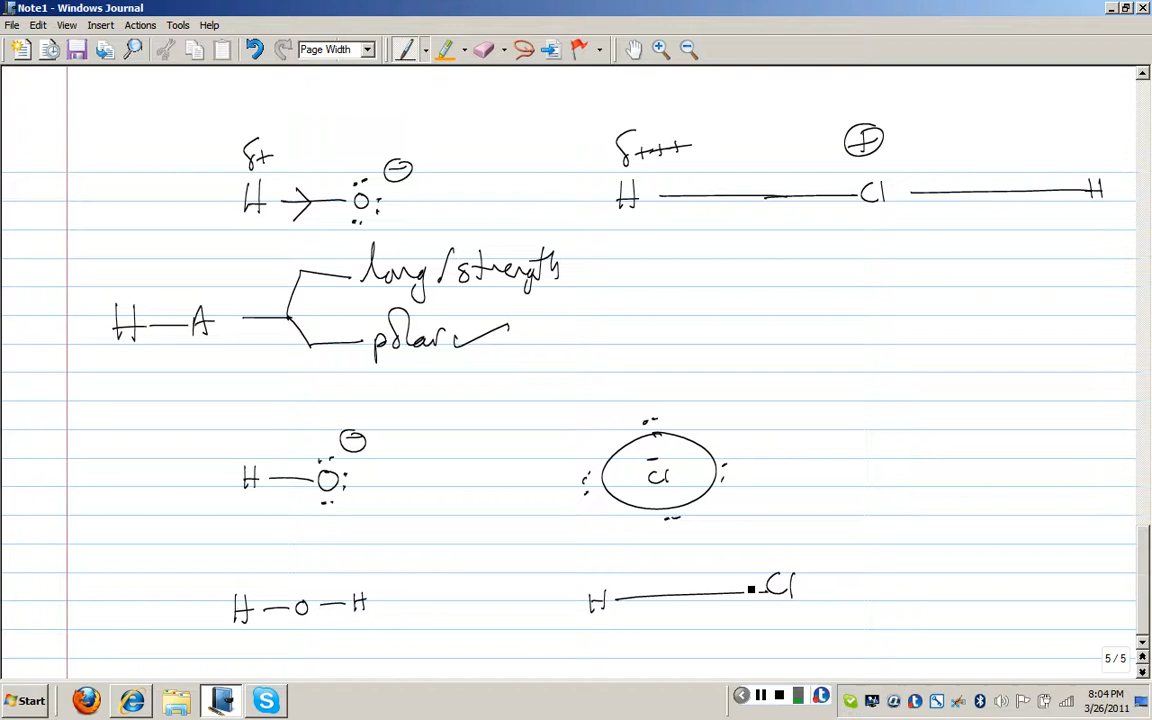 Note1 - Windows Journal
File Edit View Insert Actions Tools Help
Page Width
δ+ ⊖ δ+++ ⊕
H O H Cl H
long/strength
H—A
polar ✓
⊖
H—O: Cl
H—O—H H Cl
5 / 5
Start
8:04 PM
3/26/2011